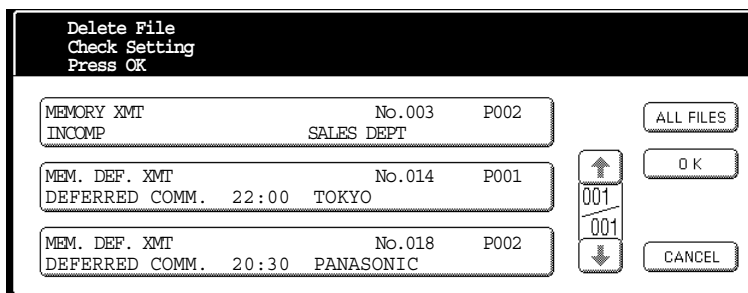 Delete File
Check Setting
Press OK
MEMORY XMT No.003 P002
INCOMP SALES DEPT
ALL FILES
MEM. DEF. XMT No.014 P001
DEFERRED COMM. 22:00 TOKYO
OK
001
001
MEM. DEF. XMT No.018 P002
DEFERRED COMM. 20:30 PANASONIC
CANCEL